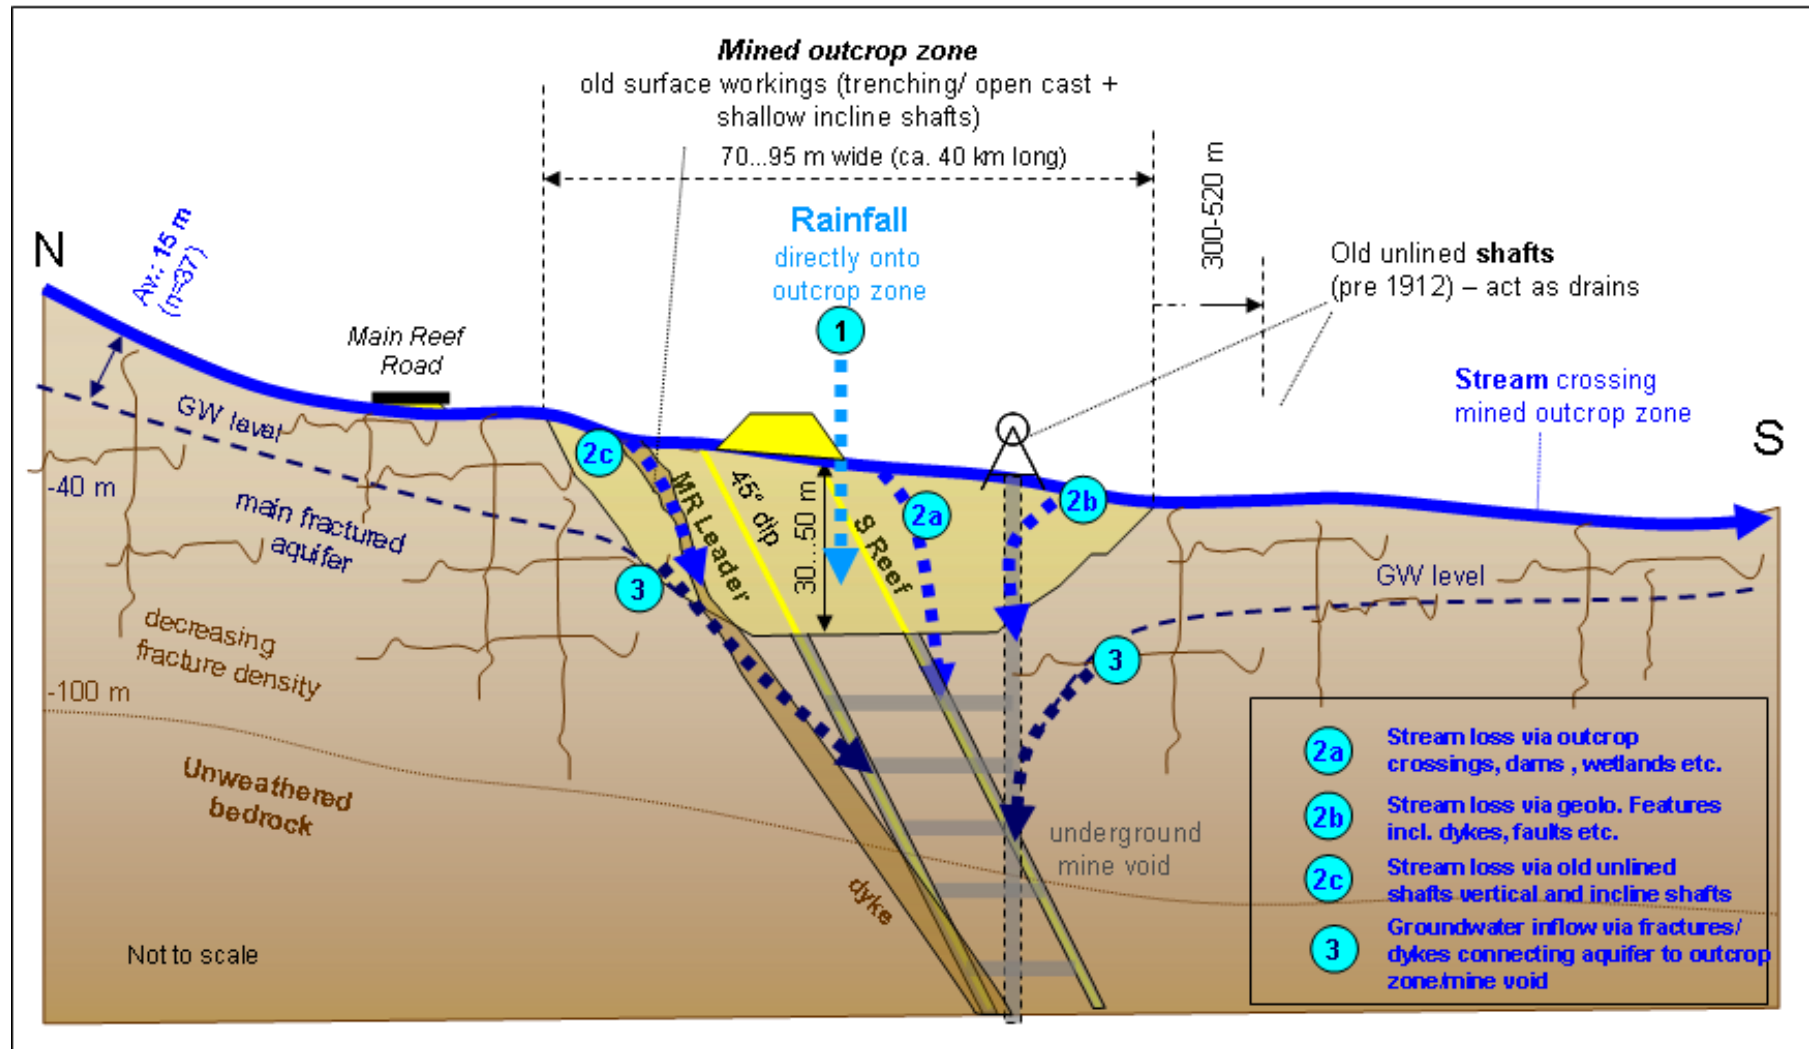 Mined outcrop zone
old surface workings (trenching/ open cast +
shallow incline shafts)
70...95 m wide (ca. 40 km long)
N
Av.: 15 m
(n=37)
Main Reef
Road
Rainfall
directly onto
outcrop zone
1
300-520 m
Old unlined shafts
(pre 1912) – act as drains
Stream crossing
mined outcrop zone
S
GW level
-40 m
main fractured
aquifer
decreasing
fracture density
-100 m
Unweathered
bedrock
Not to scale
2c
MR Leader
45° dip
30...50 m
S Reef
2a
2b
3
GW level
3
underground
mine void
dyke
2a
Stream loss via outcrop
crossings, dams , wetlands etc.
2b
Stream loss via geolo. Features
incl. dykes, faults etc.
2c
Stream loss via old unlined
shafts vertical and incline shafts
3
Groundwater inflow via fractures/
dykes connecting aquifer to outcrop
zone/mine void